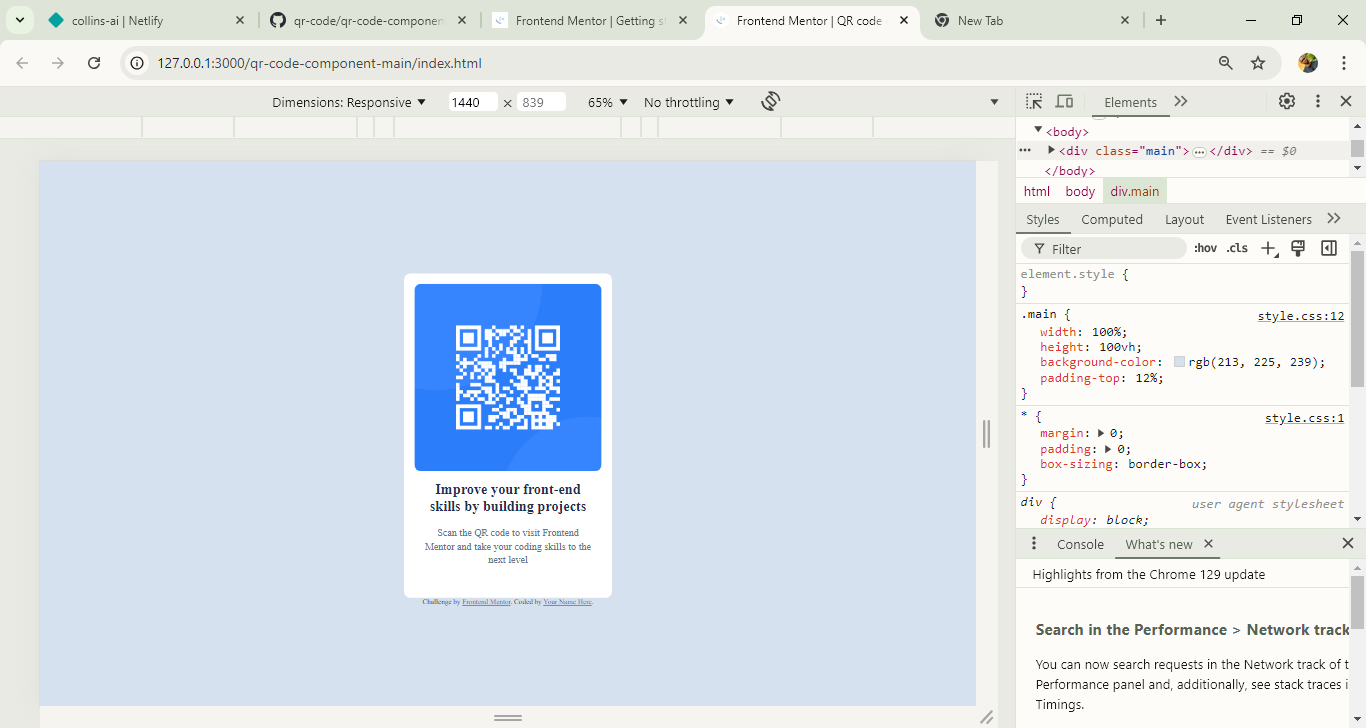 collins-ai | Netlify
qr-code/qr-code-component
Frontend Mentor | Getting s
Frontend Mentor | QR code
New Tab
127.0.0.1:3000/qr-code-component-main/index.html
Dimensions: Responsive 1440 × 839 65% No throttling
Elements
<body>
<div class="main"> … </div> == $0
</body>
html body div.main
Styles Computed Layout Event Listeners
Filter :hov .cls
element.style {
}
.main { style.css:12
width: 100%;
height: 100vh;
background-color: rgb(213, 225, 239);
padding-top: 12%;
}
* { style.css:1
margin: 0;
padding: 0;
box-sizing: border-box;
}
div { user agent stylesheet
display: block;
Console What's new
Highlights from the Chrome 129 update
Search in the Performance > Network track
You can now search requests in the Network track of t
Performance panel and, additionally, see stack traces i
Timings.
Improve your front-end
skills by building projects
Scan the QR code to visit Frontend
Mentor and take your coding skills to the
next level
Challenge by Frontend Mentor. Coded by Your Name Here.